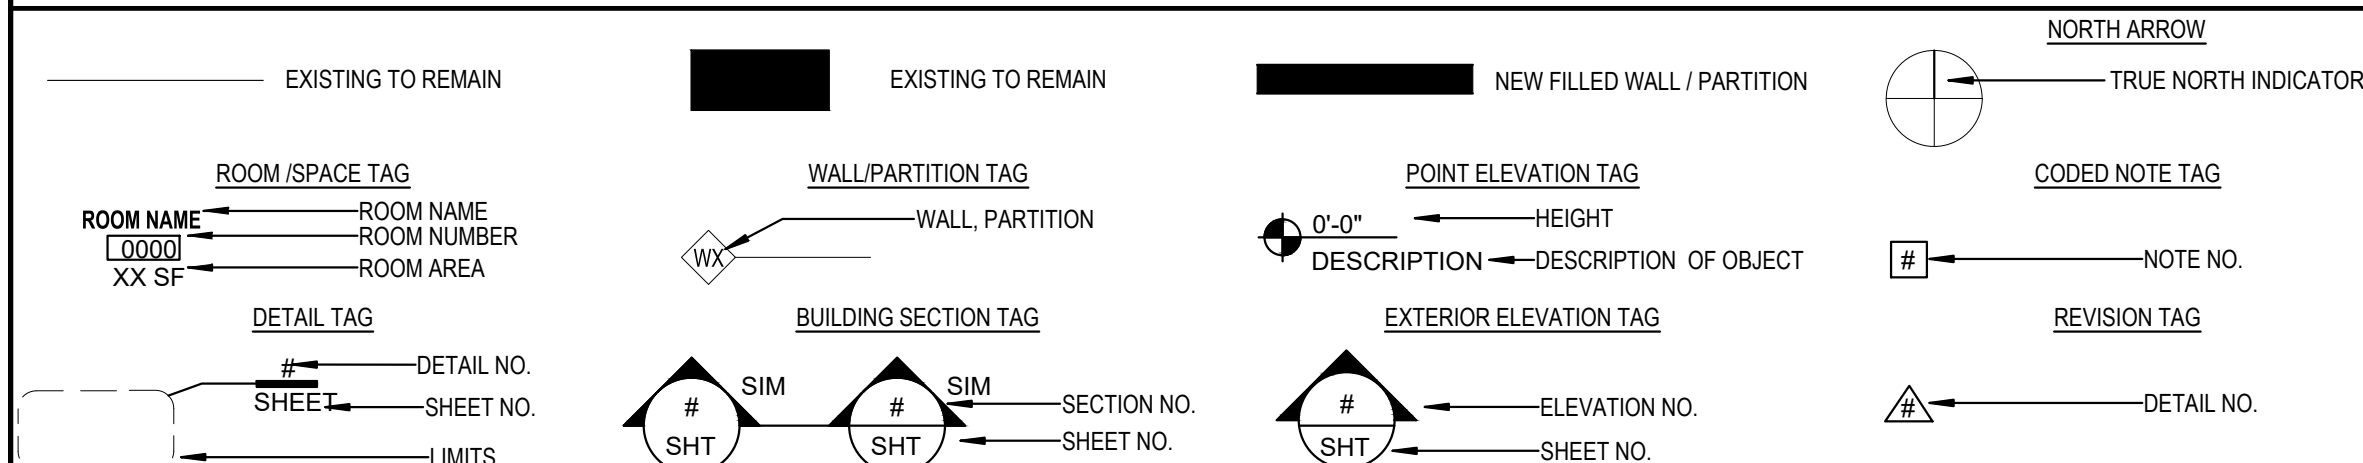 NORTH ARROW
EXISTING TO REMAIN
EXISTING TO REMAIN
NEW FILLED WALL / PARTITION
TRUE NORTH INDICATOR
ROOM /SPACE TAG
ROOM NAME
ROOM NAME
0000
ROOM NUMBER
XX SF
ROOM AREA
WALL/PARTITION TAG
WALL, PARTITION
WX
POINT ELEVATION TAG
0'-0"
HEIGHT
DESCRIPTION
DESCRIPTION OF OBJECT
CODED NOTE TAG
#
NOTE NO.
DETAIL TAG
#
DETAIL NO.
SHEET
SHEET NO.
LIMITS
BUILDING SECTION TAG
SIM
SIM
#
#
SECTION NO.
SHT
SHT
SHEET NO.
EXTERIOR ELEVATION TAG
#
ELEVATION NO.
SHT
SHEET NO.
REVISION TAG
#
DETAIL NO.